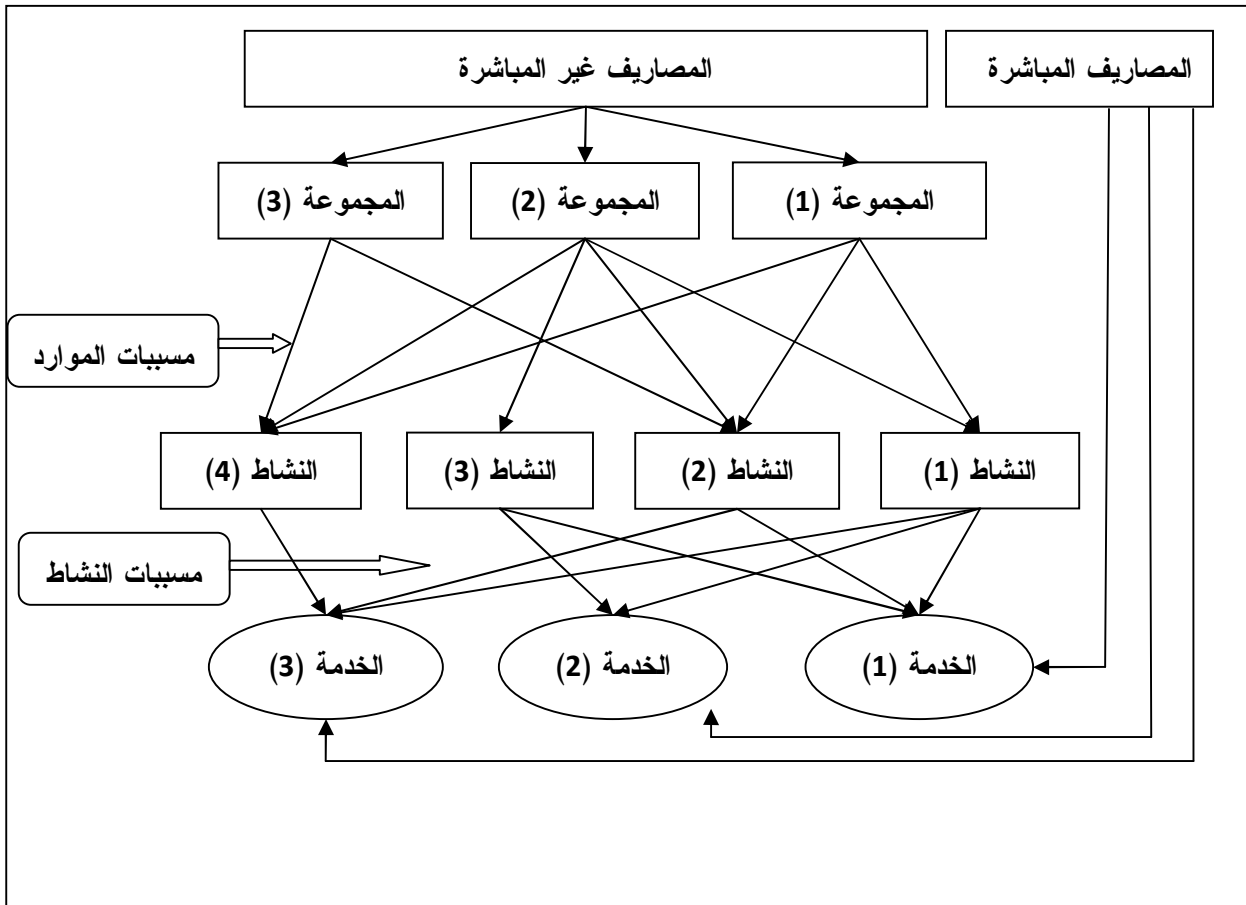 المصاريف المباشرة
المصاريف غير المباشرة
المجموعة (1)
المجموعة (2)
المجموعة (3)
مسببات الموارد
النشاط (1)
النشاط (2)
النشاط (3)
النشاط (4)
مسببات النشاط
الخدمة (1)
الخدمة (2)
الخدمة (3)